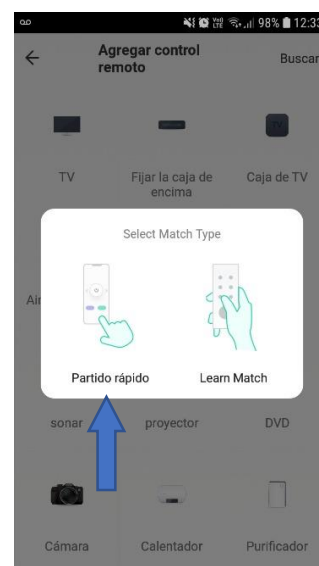 98% 12:33
Agregar control
remoto
Buscar
TV
Fijar la caja de
encima
Caja de TV
Select Match Type
Air
Partido rápido
Learn Match
sonar
proyector
DVD
Cámara
Calentador
Purificador